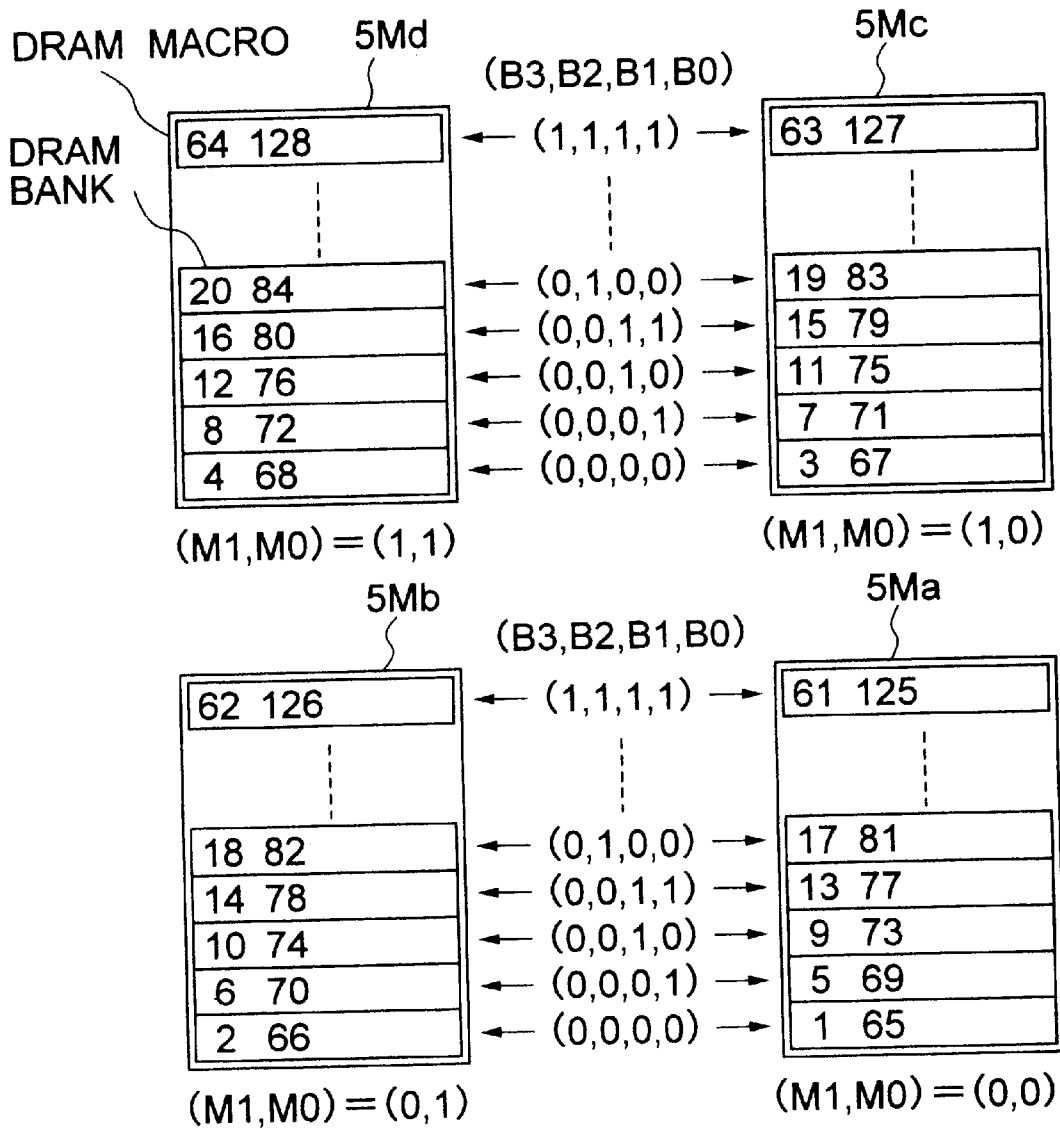 DRAM MACRO
5Md
5Mc
(B3,B2,B1,B0)
DRAM
BANK
64 128
(1,1,1,1)
63 127
20 84
(0,1,0,0)
19 83
16 80
(0,0,1,1)
15 79
12 76
(0,0,1,0)
11 75
8 72
(0,0,0,1)
7 71
4 68
(0,0,0,0)
3 67
(M1,M0)=(1,1)
(M1,M0)=(1,0)
5Mb
5Ma
(B3,B2,B1,B0)
62 126
(1,1,1,1)
61 125
18 82
(0,1,0,0)
17 81
14 78
(0,0,1,1)
13 77
10 74
(0,0,1,0)
9 73
6 70
(0,0,0,1)
5 69
2 66
(0,0,0,0)
1 65
(M1,M0)=(0,1)
(M1,M0)=(0,0)